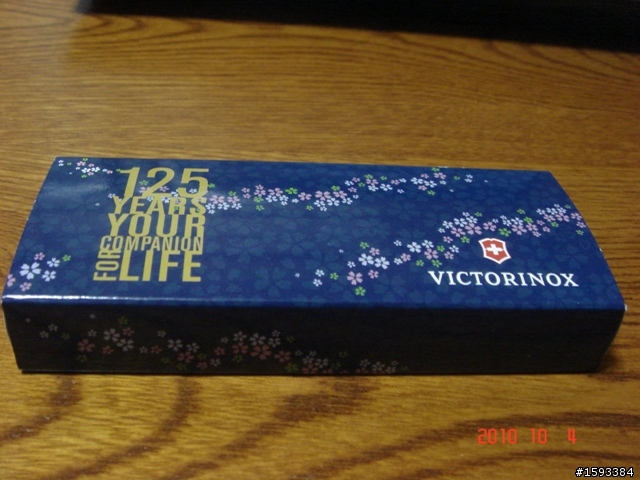 125
YEARS
YOUR
COMPANION
FOR LIFE
VICTORINOX
2010 10 4
#1593384